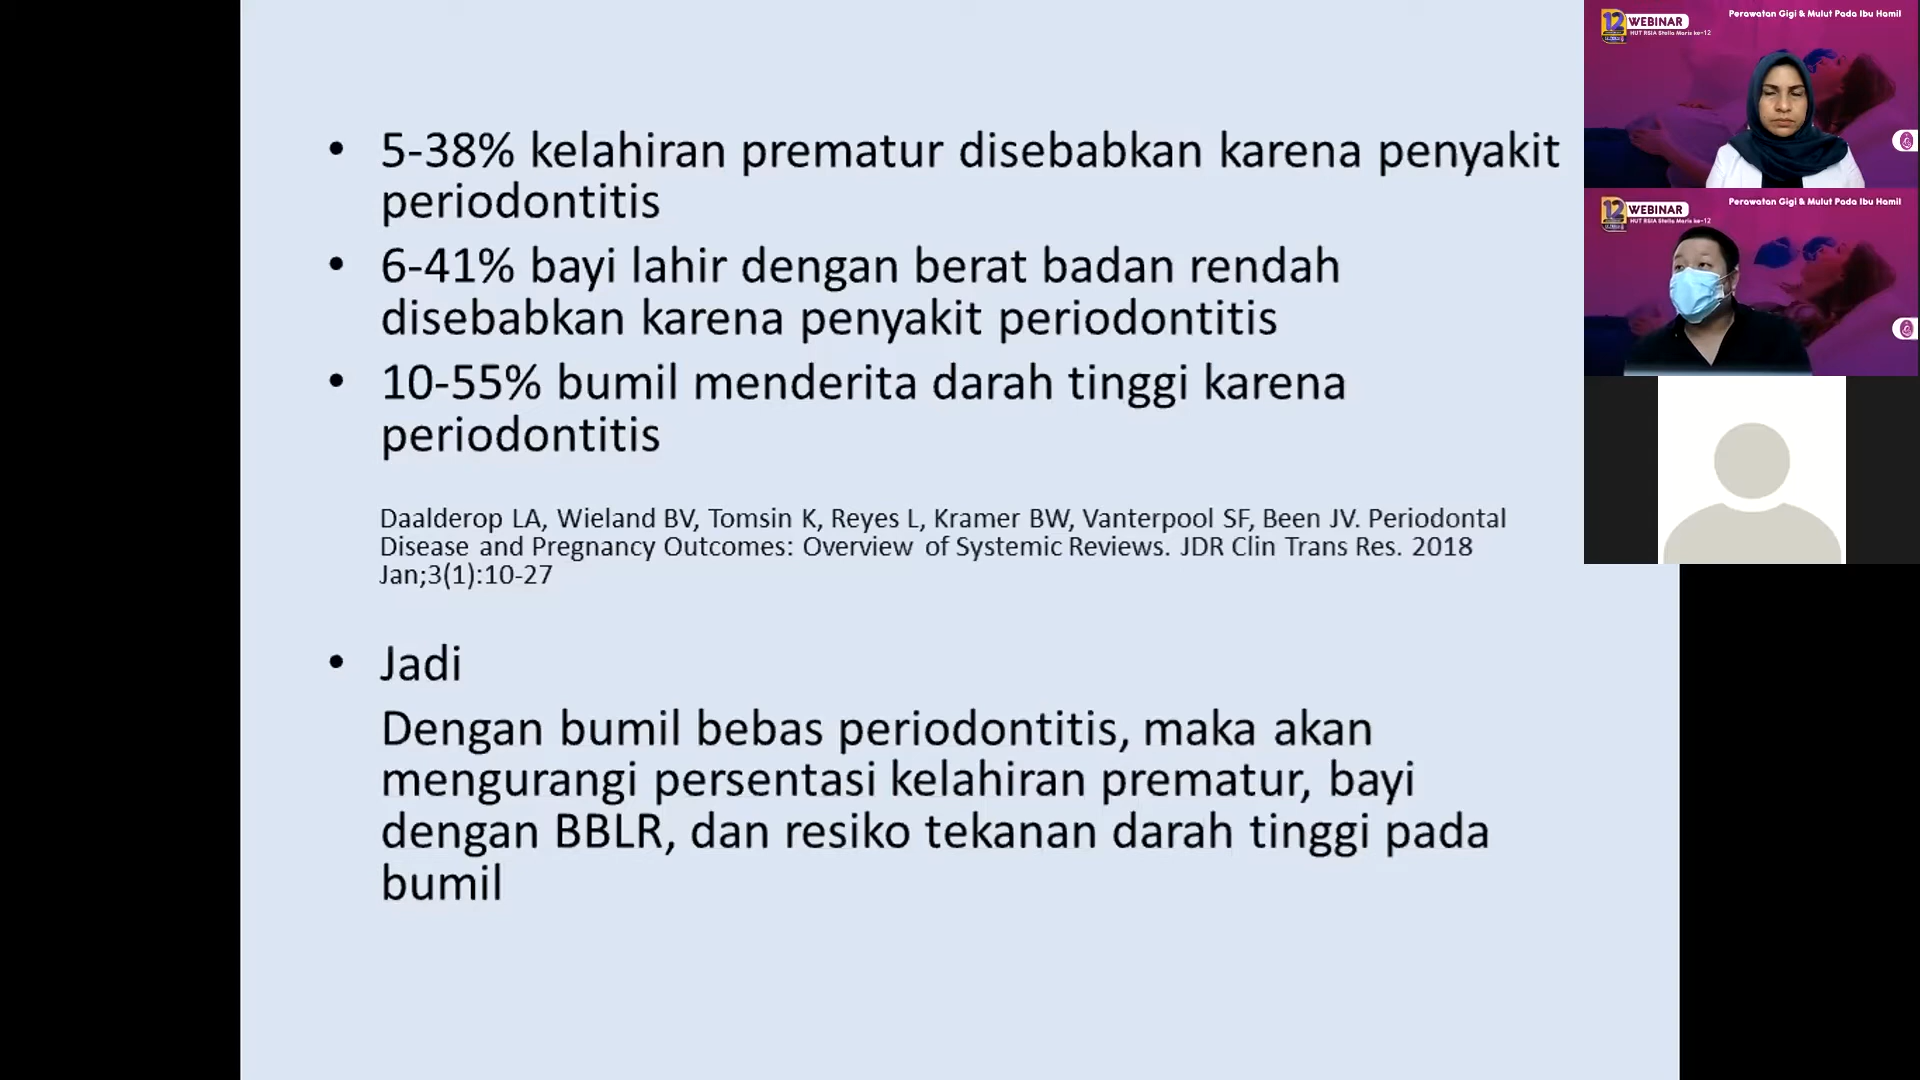 • 5-38% kelahiran prematur disebabkan karena penyakit
periodontitis
• 6-41% bayi lahir dengan berat badan rendah
disebabkan karena penyakit periodontitis
• 10-55% bumil menderita darah tinggi karena
periodontitis
Daalderop LA, Wieland BV, Tomsin K, Reyes L, Kramer BW, Vanterpool SF, Been JV. Periodontal
Disease and Pregnancy Outcomes: Overview of Systemic Reviews. JDR Clin Trans Res. 2018
Jan;3(1):10-27
• Jadi
Dengan bumil bebas periodontitis, maka akan
mengurangi persentasi kelahiran prematur, bayi
dengan BBLR, dan resiko tekanan darah tinggi pada
bumil
12 WEBINAR
HUT RSIA Stella Maris ke-12
Perawatan Gigi & Mulut Pada Ibu Hamil
12 WEBINAR
HUT RSIA Stella Maris ke-12
Perawatan Gigi & Mulut Pada Ibu Hamil